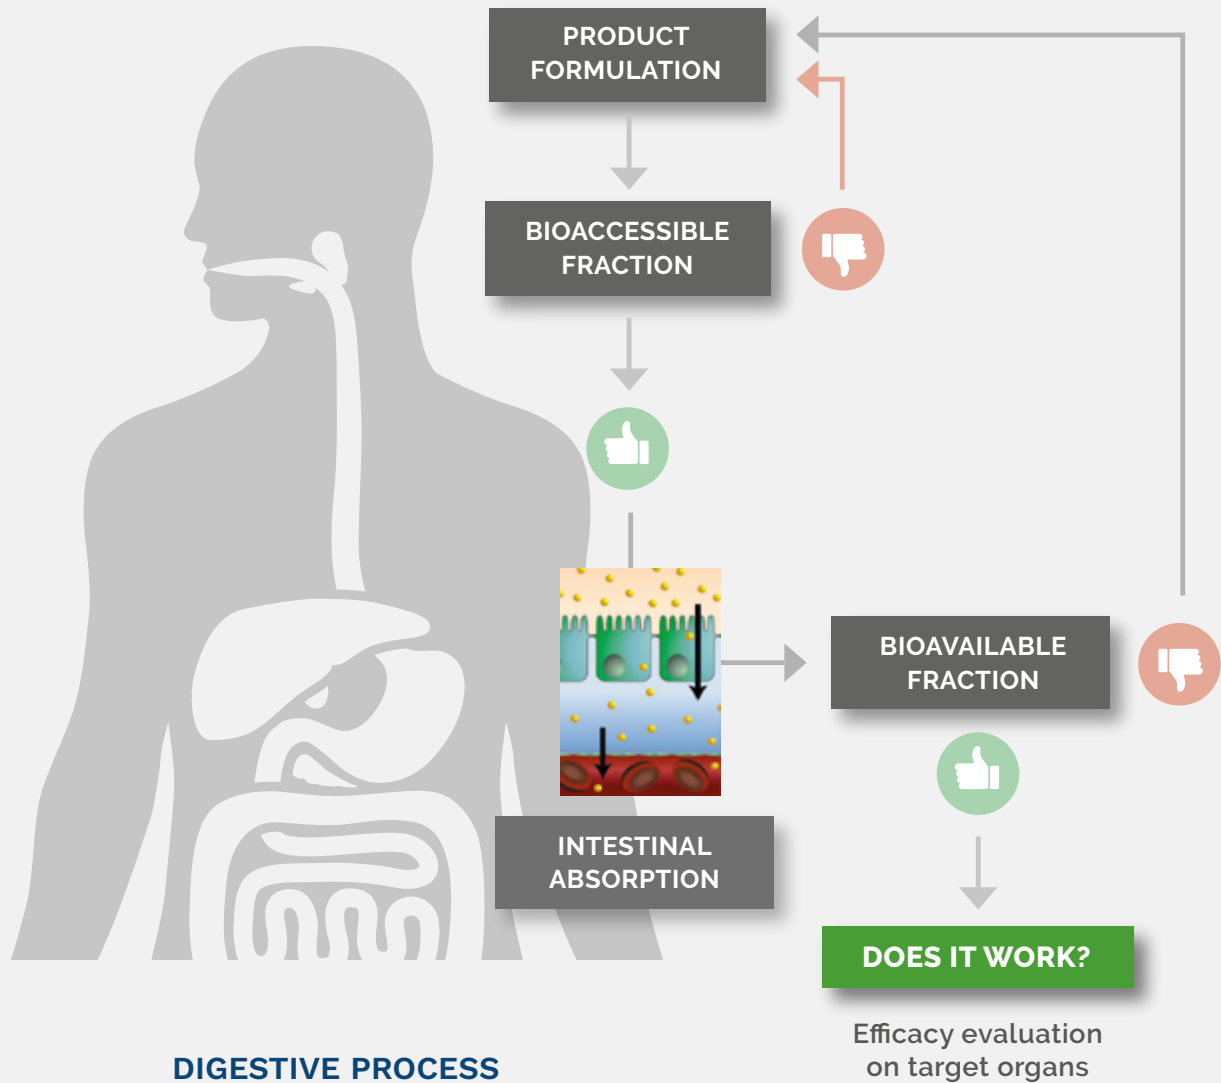 PRODUCT
FORMULATION
BIOACCESSIBLE
FRACTION
BIOAVAILABLE
FRACTION
INTESTINAL
ABSORPTION
DOES IT WORK?
Efficacy evaluation
on target organs
DIGESTIVE PROCESS